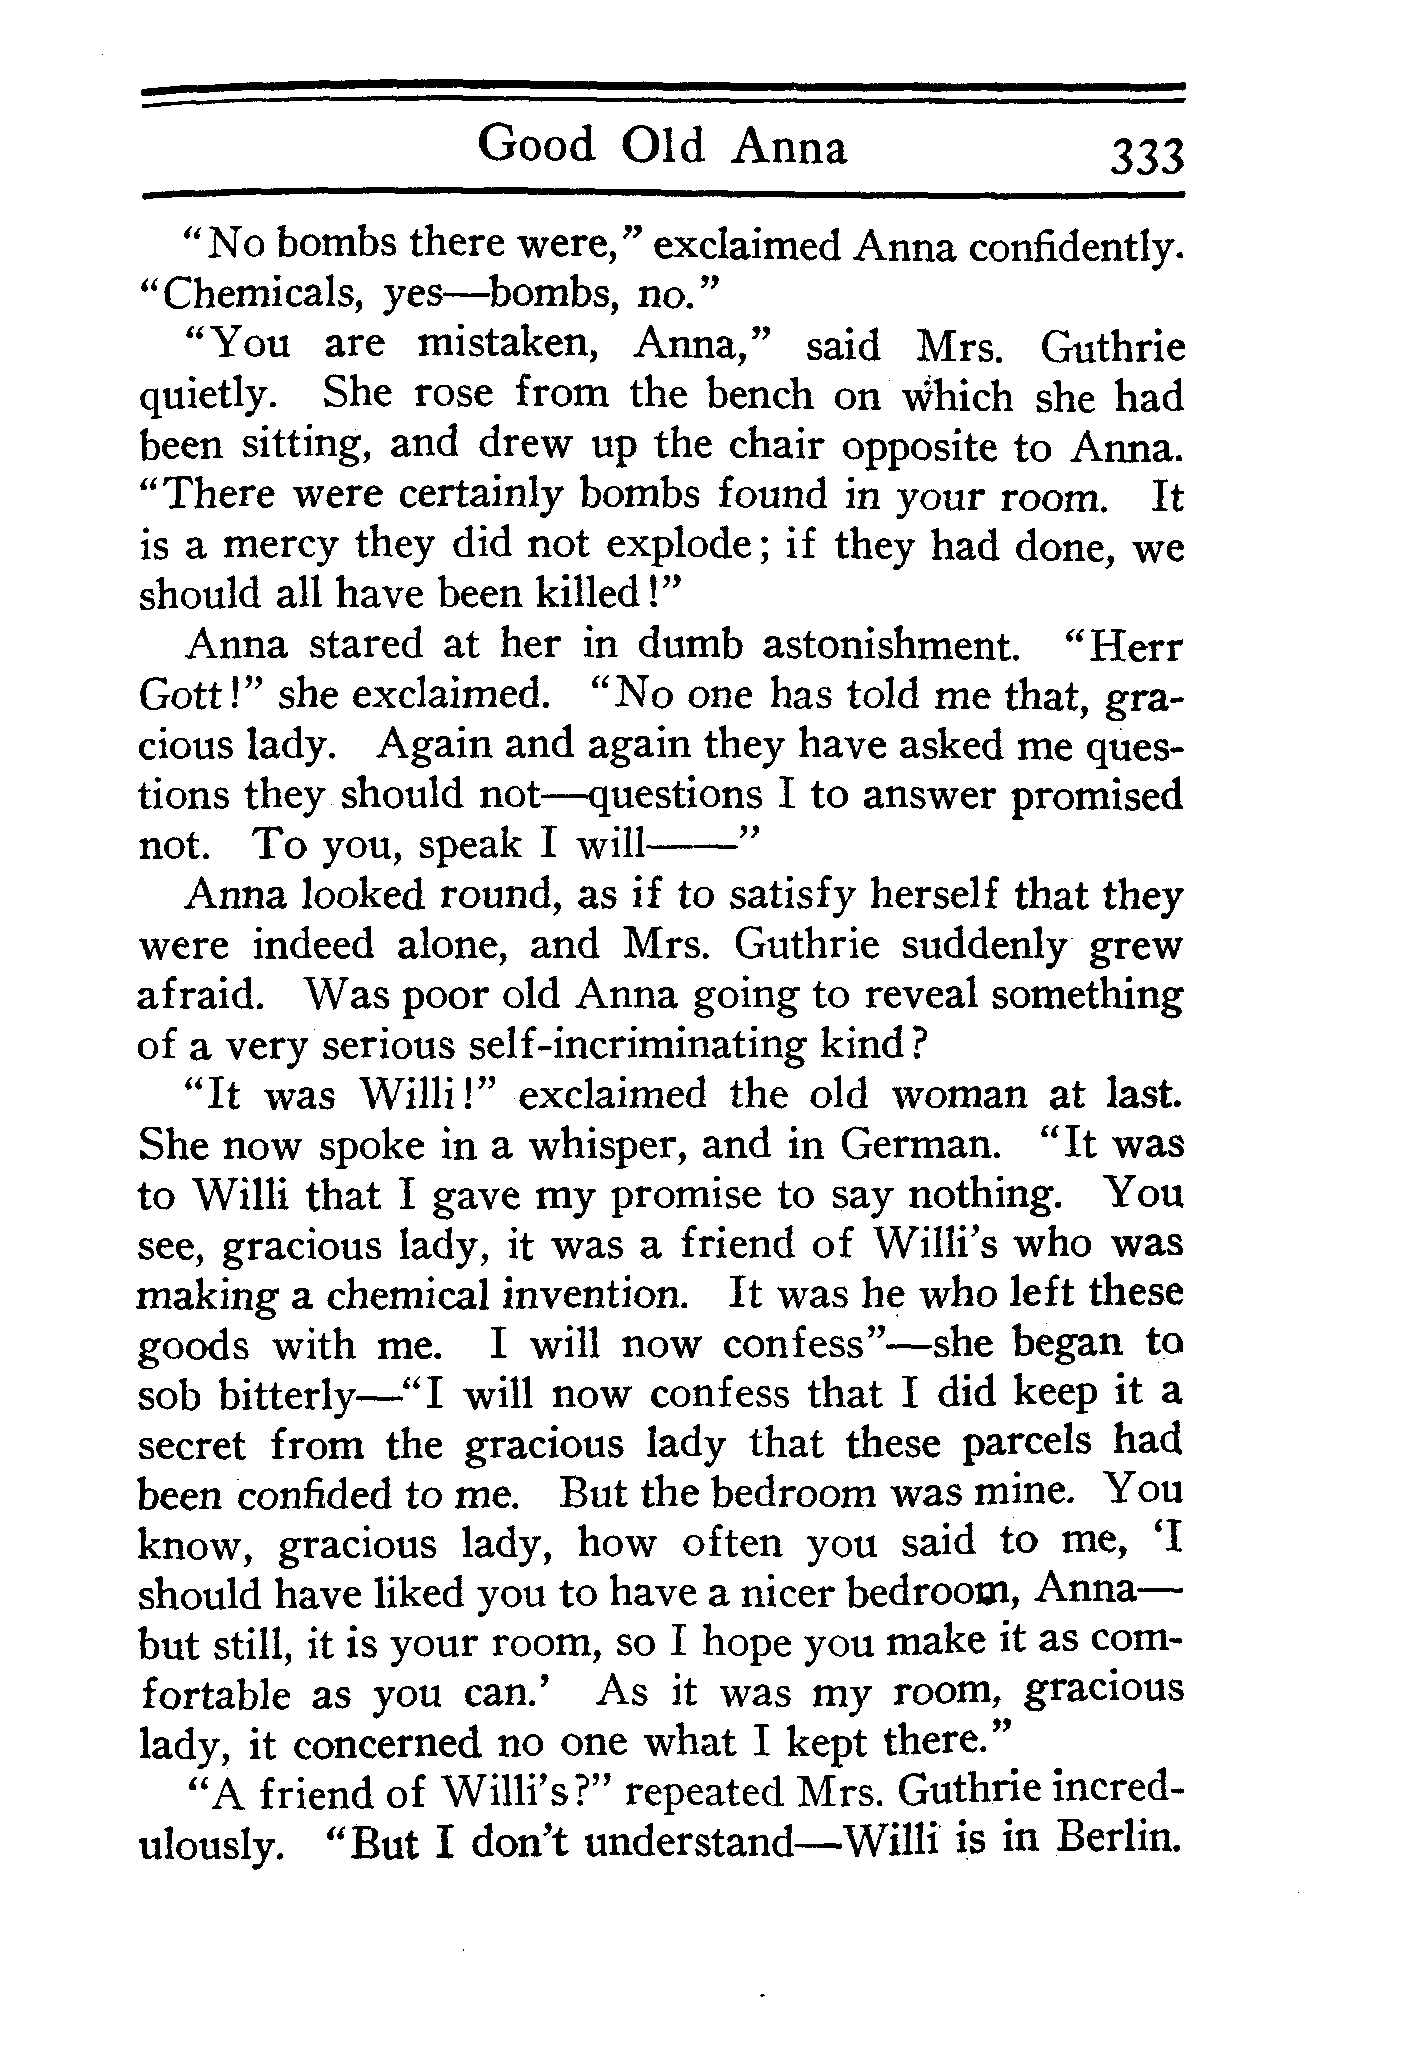 Good Old Anna 333
"No bombs there were," exclaimed Anna confidently.
"Chemicals, yes—bombs, no."
"You are mistaken, Anna," said Mrs. Guthrie
quietly. She rose from the bench on which she had
been sitting, and drew up the chair opposite to Anna.
"There were certainly bombs found in your room. It
is a mercy they did not explode; if they had done, we
should all have been killed!"
Anna stared at her in dumb astonishment. "Herr
Gott!" she exclaimed. "No one has told me that, gra-
cious lady. Again and again they have asked me ques-
tions they should not—questions I to answer promised
not. To you, speak I will——"
Anna looked round, as if to satisfy herself that they
were indeed alone, and Mrs. Guthrie suddenly grew
afraid. Was poor old Anna going to reveal something
of a very serious self-incriminating kind?
"It was Willi!" exclaimed the old woman at last.
She now spoke in a whisper, and in German. "It was
to Willi that I gave my promise to say nothing. You
see, gracious lady, it was a friend of Willi's who was
making a chemical invention. It was he who left these
goods with me. I will now confess"—she began to
sob bitterly—"I will now confess that I did keep it a
secret from the gracious lady that these parcels had
been confided to me. But the bedroom was mine. You
know, gracious lady, how often you said to me, 'I
should have liked you to have a nicer bedroom, Anna—
but still, it is your room, so I hope you make it as com-
fortable as you can.' As it was my room, gracious
lady, it concerned no one what I kept there."
"A friend of Willi's?" repeated Mrs. Guthrie incred-
ulously. "But I don't understand—Willi is in Berlin.